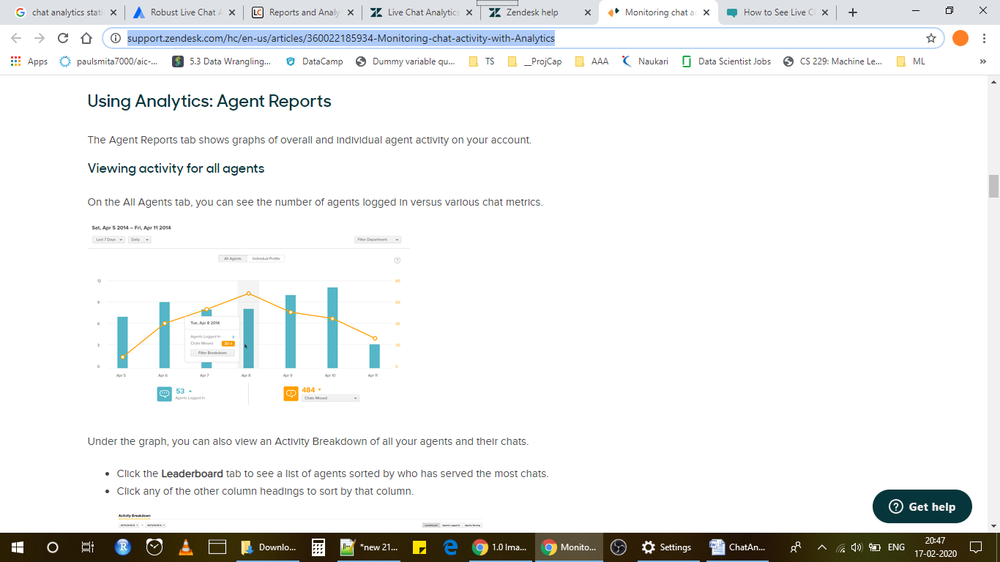 chat analytics stati
Robust Live Chat A
Reports and Analy
Live Chat Analytics
Zendesk help
Monitoring chat ac
How to See Live Cl
support.zendesk.com/hc/en-us/articles/360022185934-Monitoring-chat-activity-with-Analytics
Apps
paulsmita7000/aic-...
5.3 Data Wrangling...
DataCamp
Dummy variable qu...
TS
__ProjCap
AAA
Naukari
Data Scientist Jobs
CS 229: Machine Le...
ML
Using Analytics: Agent Reports
The Agent Reports tab shows graphs of overall and individual agent activity on your account.
Viewing activity for all agents
On the All Agents tab, you can see the number of agents logged in versus various chat metrics.
Sat, Apr 5 2014 – Fri, Apr 11 2014
Last 7 Days Daily Filter Department
All Agents Individual Profile
12 80
9 60
6 40
3 20
0 0
Tue, Apr 8 2014
Agents Logged In 8
Chats Missed
Filter Breakdown
Apr 5 Apr 6 Apr 7 Apr 8 Apr 9 Apr 10 Apr 11
53 484
Agents Logged In Chats Missed
Under the graph, you can also view an Activity Breakdown of all your agents and their chats.
• Click the Leaderboard tab to see a list of agents sorted by who has served the most chats.
• Click any of the other column headings to sort by that column.
Activity Breakdown
Leaderboard Agents Logged In Agents Serving
Get help
Downlo...
*new 21...
1.0 Ima...
Monito...
Settings
ChatAn...
ENG
20:47
17-02-2020